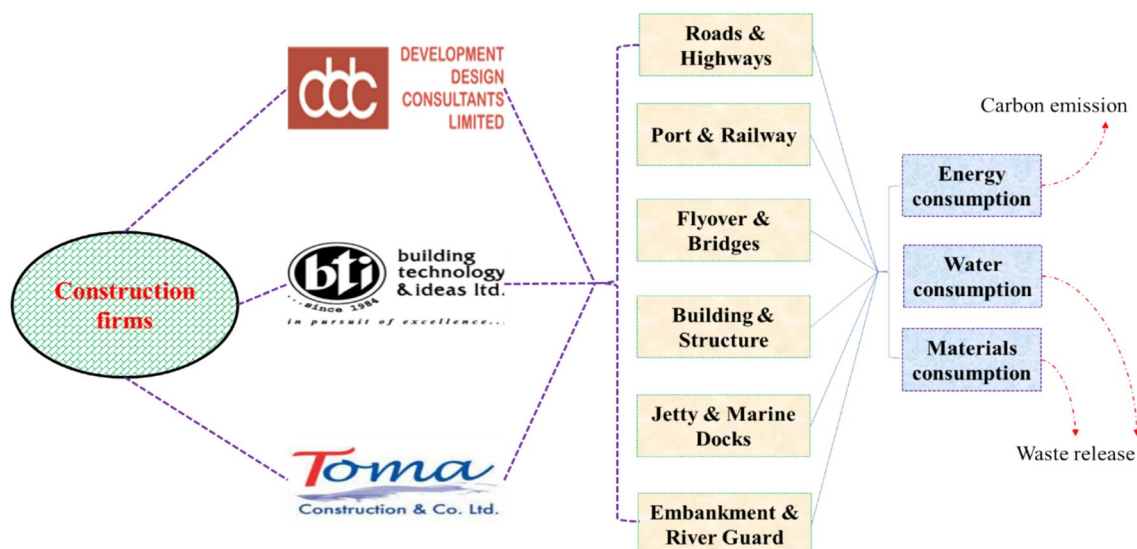 Construction
firms
ddc
DEVELOPMENT
DESIGN
CONSULTANTS
LIMITED
bti
...since 1984
building
technology
& ideas ltd.
in pursuit of excellence...
Toma
Construction & Co. Ltd.
Roads &
Highways
Port & Railway
Flyover &
Bridges
Building &
Structure
Jetty & Marine
Docks
Embankment &
River Guard
Energy
consumption
Water
consumption
Materials
consumption
Carbon emission
Waste release